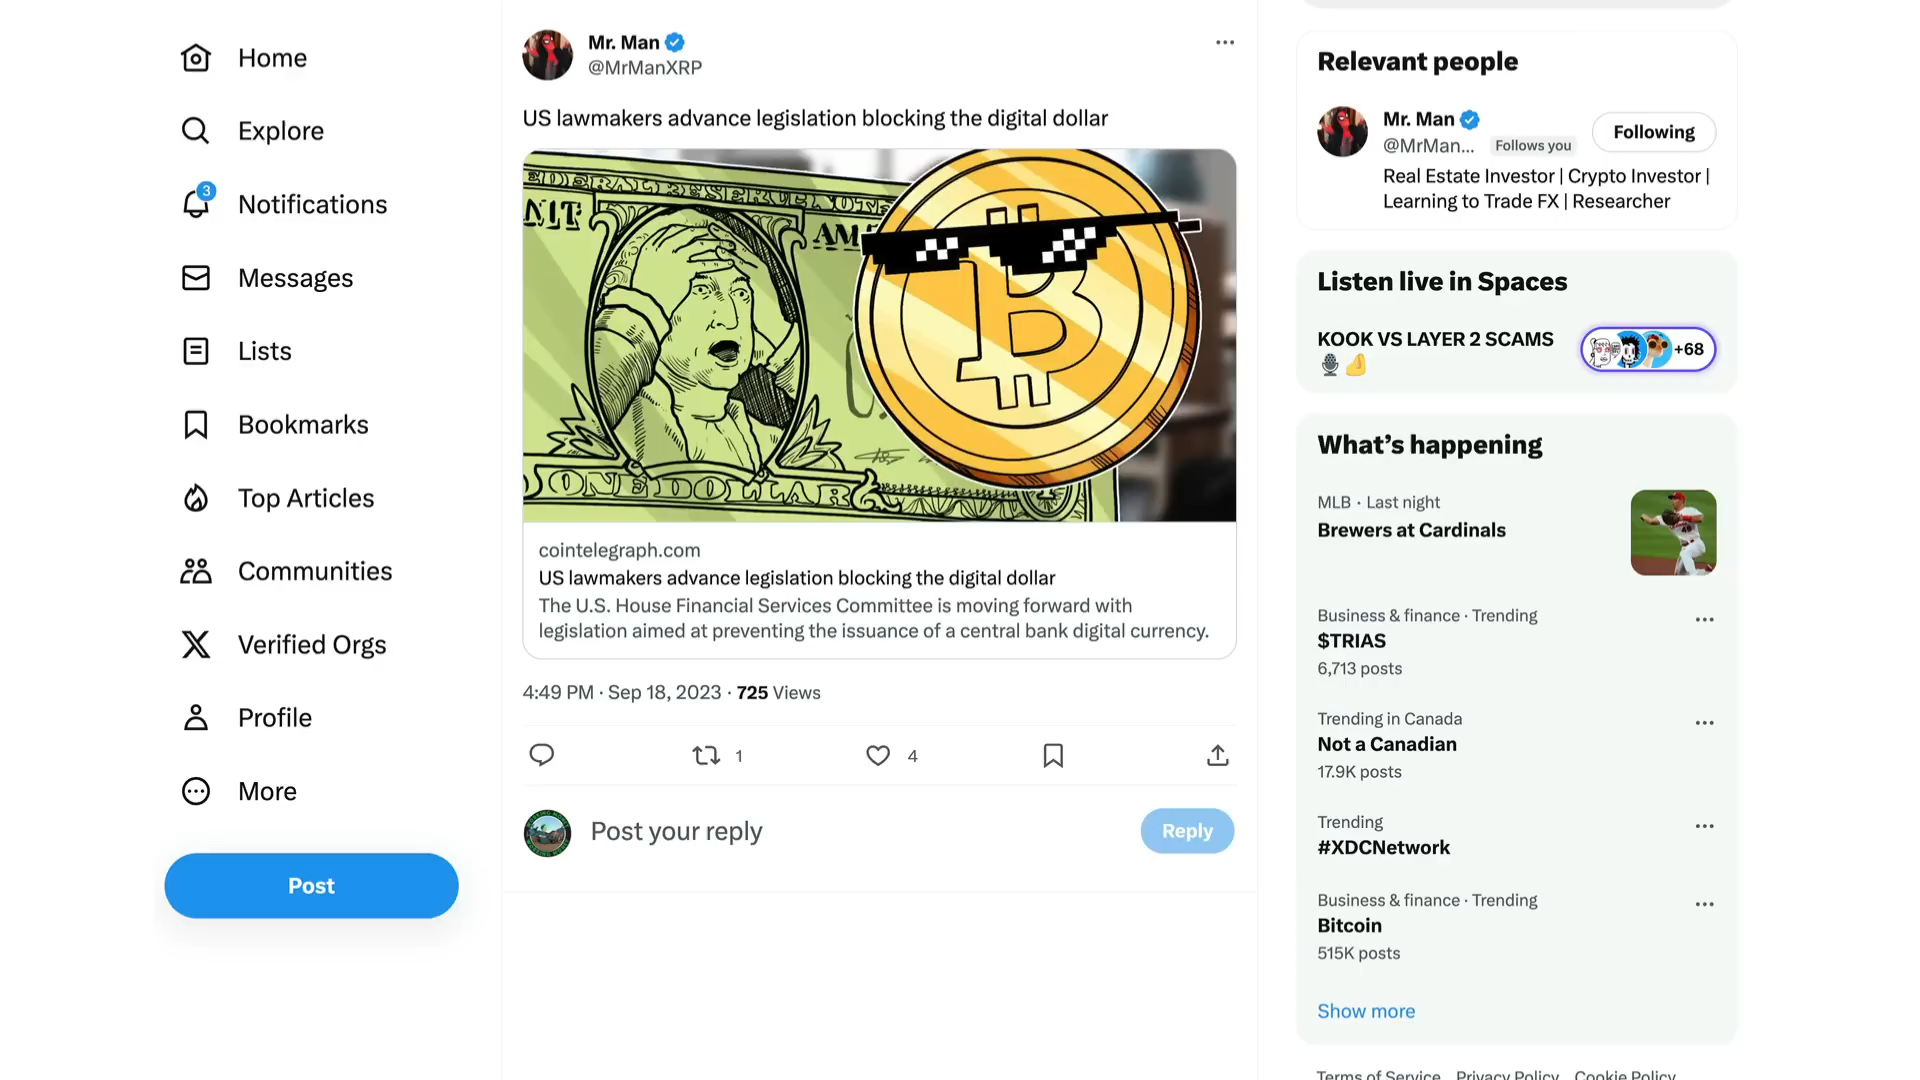 Home
Explore
3
Notifications
Messages
Lists
Bookmarks
Top Articles
Communities
Verified Orgs
Profile
More
Post
Mr. Man
@MrManXRP
US lawmakers advance legislation blocking the digital dollar
FEDERAL RESERVE NOTE
NIT
AM
B
ONE DOLLAR
cointelegraph.com
US lawmakers advance legislation blocking the digital dollar
The U.S. House Financial Services Committee is moving forward with
legislation aimed at preventing the issuance of a central bank digital currency.
4:49 PM · Sep 18, 2023 · 725 Views
1
4
Post your reply
Reply
Relevant people
Mr. Man
Following
@MrMan...
Follows you
Real Estate Investor | Crypto Investor |
Learning to Trade FX | Researcher
Listen live in Spaces
KOOK VS LAYER 2 SCAMS
+68
What's happening
MLB · Last night
Brewers at Cardinals
Business & finance · Trending
$TRIAS
6,713 posts
Trending in Canada
Not a Canadian
17.9K posts
Trending
#XDCNetwork
Business & finance · Trending
Bitcoin
515K posts
Show more
Terms of Service Privacy Policy Cookie Policy